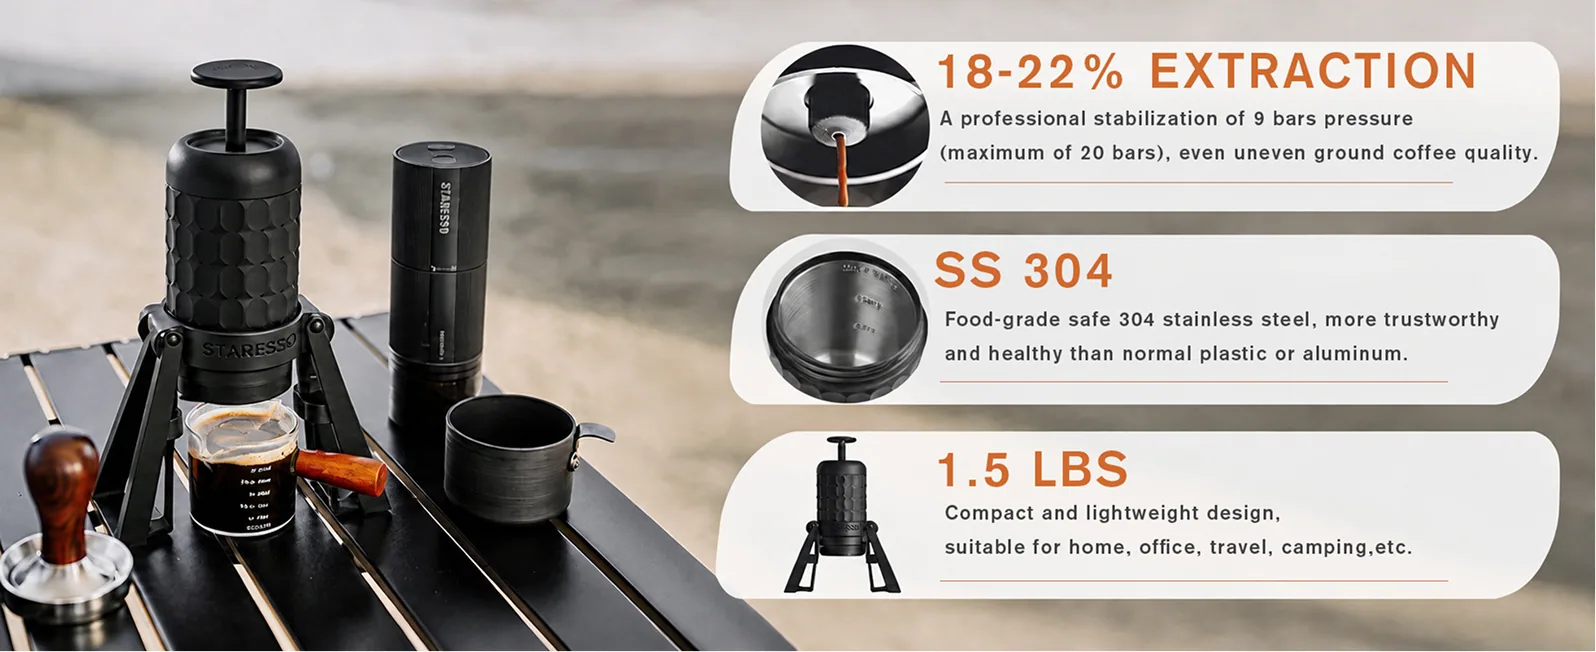 STARESSO
STARESSO
18-22% EXTRACTION
A professional stabilization of 9 bars pressure
(maximum of 20 bars), even uneven ground coffee quality.
SS 304
Food-grade safe 304 stainless steel, more trustworthy
and healthy than normal plastic or aluminum.
1.5 LBS
Compact and lightweight design,
suitable for home, office, travel, camping,etc.